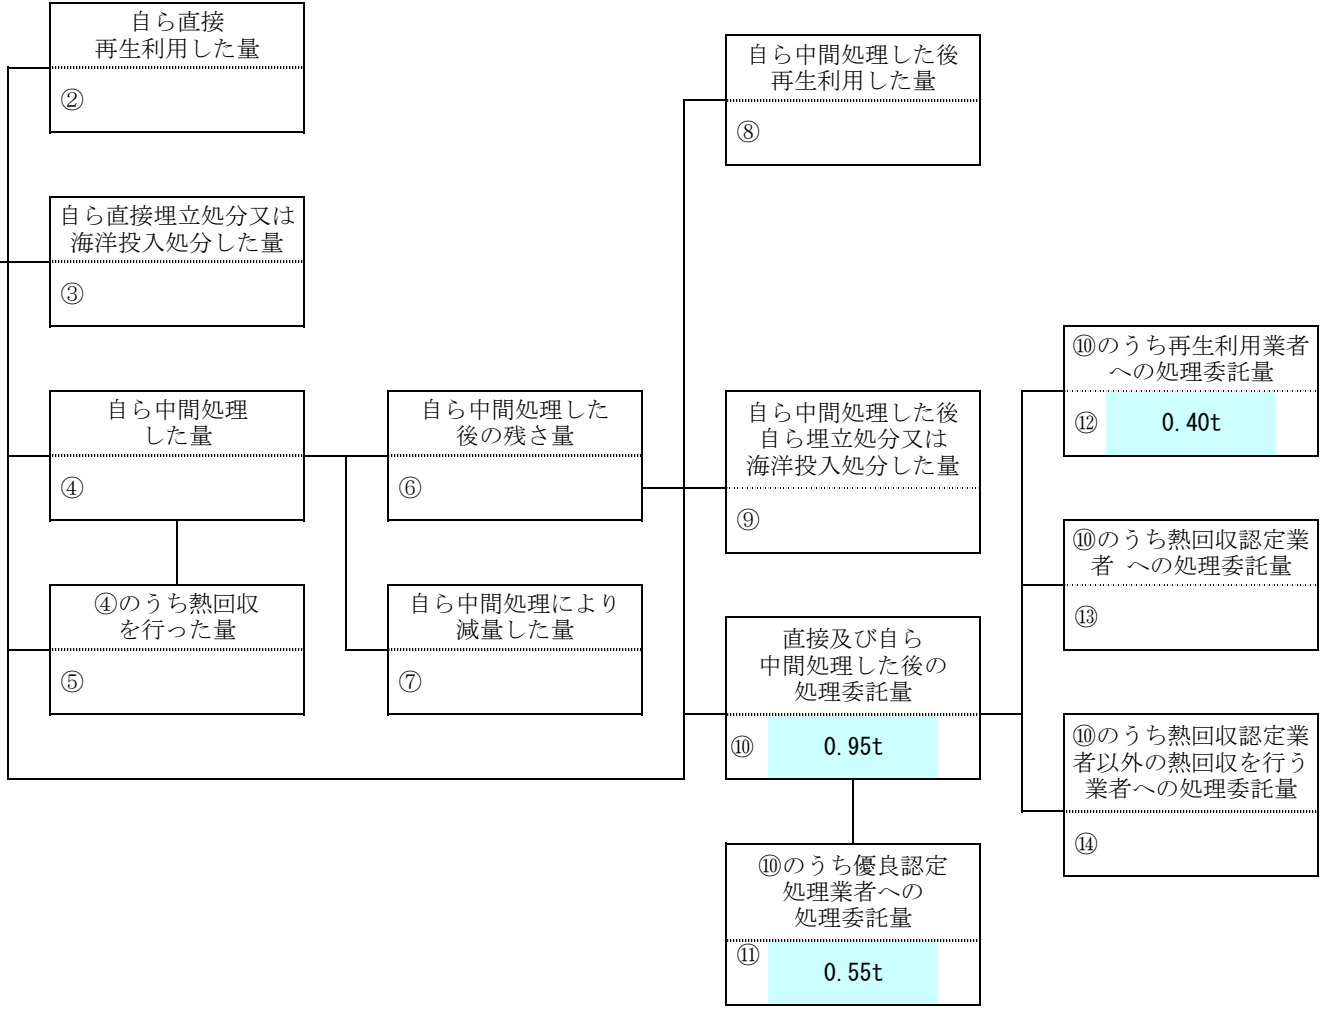 自ら直接
再生利用した量
②
自ら直接埋立処分又は
海洋投入処分した量
③
自ら中間処理
した量
④
④のうち熱回収
を行った量
⑤
自ら中間処理した
後の残さ量
⑥
自ら中間処理により
減量した量
⑦
自ら中間処理した後
再生利用した量
⑧
自ら中間処理した後
自ら埋立処分又は
海洋投入処分した量
⑨
直接及び自ら
中間処理した後の
処理委託量
⑩ 0.95t
⑩のうち優良認定
処理業者への
処理委託量
⑪ 0.55t
⑩のうち再生利用業者
への処理委託量
⑫ 0.40t
⑩のうち熱回収認定業
者 への処理委託量
⑬
⑩のうち熱回収認定業
者以外の熱回収を行う
業者への処理委託量
⑭